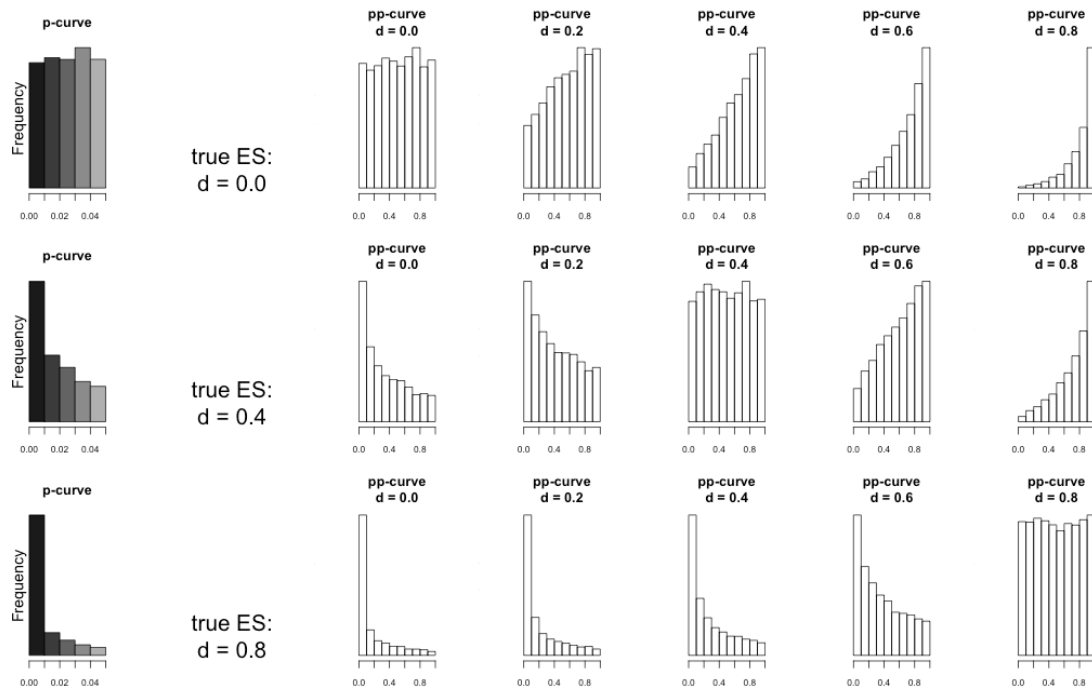 p-curve
pp-curve
d = 0.0
pp-curve
d = 0.2
pp-curve
d = 0.4
pp-curve
d = 0.6
pp-curve
d = 0.8
Frequency
true ES:
d = 0.0
0.00 0.02 0.04
0.0 0.4 0.8
0.0 0.4 0.8
0.0 0.4 0.8
0.0 0.4 0.8
0.0 0.4 0.8
p-curve
pp-curve
d = 0.0
pp-curve
d = 0.2
pp-curve
d = 0.4
pp-curve
d = 0.6
pp-curve
d = 0.8
Frequency
true ES:
d = 0.4
0.00 0.02 0.04
0.0 0.4 0.8
0.0 0.4 0.8
0.0 0.4 0.8
0.0 0.4 0.8
0.0 0.4 0.8
p-curve
pp-curve
d = 0.0
pp-curve
d = 0.2
pp-curve
d = 0.4
pp-curve
d = 0.6
pp-curve
d = 0.8
Frequency
true ES:
d = 0.8
0.00 0.02 0.04
0.0 0.4 0.8
0.0 0.4 0.8
0.0 0.4 0.8
0.0 0.4 0.8
0.0 0.4 0.8